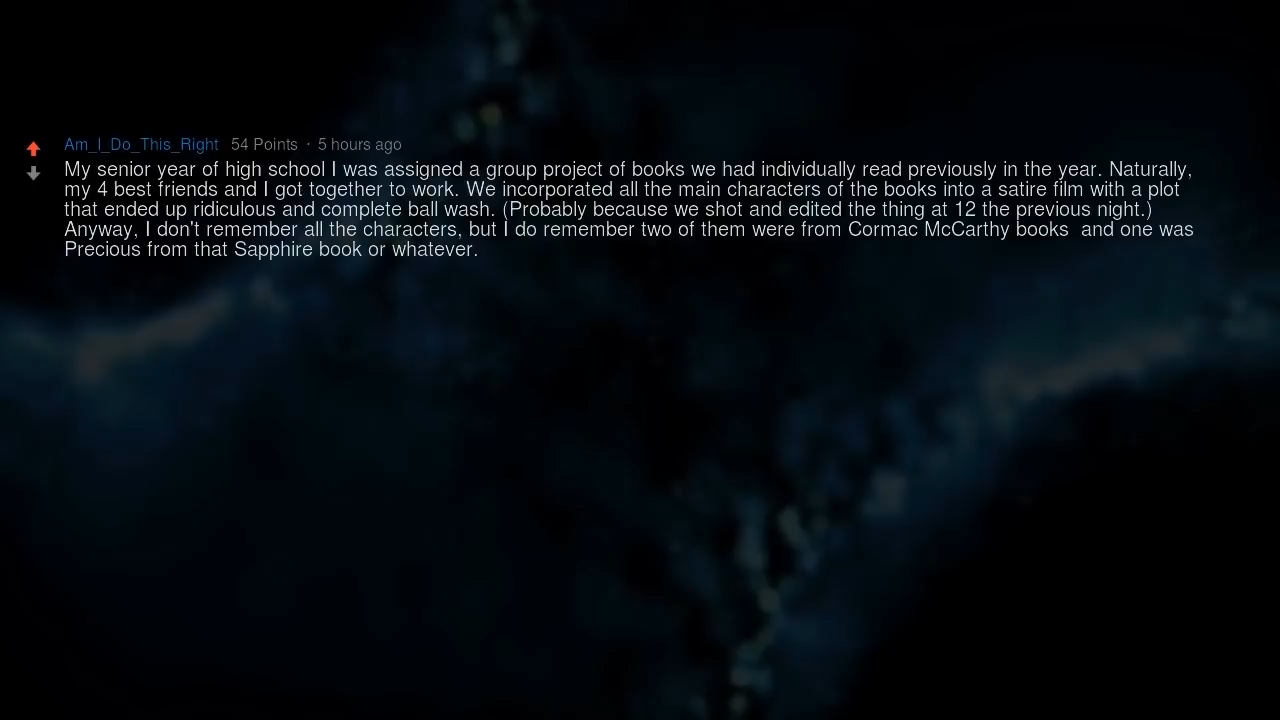 Am_I_Do_This_Right 54 Points · 5 hours ago
My senior year of high school I was assigned a group project of books we had individually read previously in the year. Naturally,
my 4 best friends and I got together to work. We incorporated all the main characters of the books into a satire film with a plot
that ended up ridiculous and complete ball wash. (Probably because we shot and edited the thing at 12 the previous night.)
Anyway, I don't remember all the characters, but I do remember two of them were from Cormac McCarthy books  and one was
Precious from that Sapphire book or whatever.